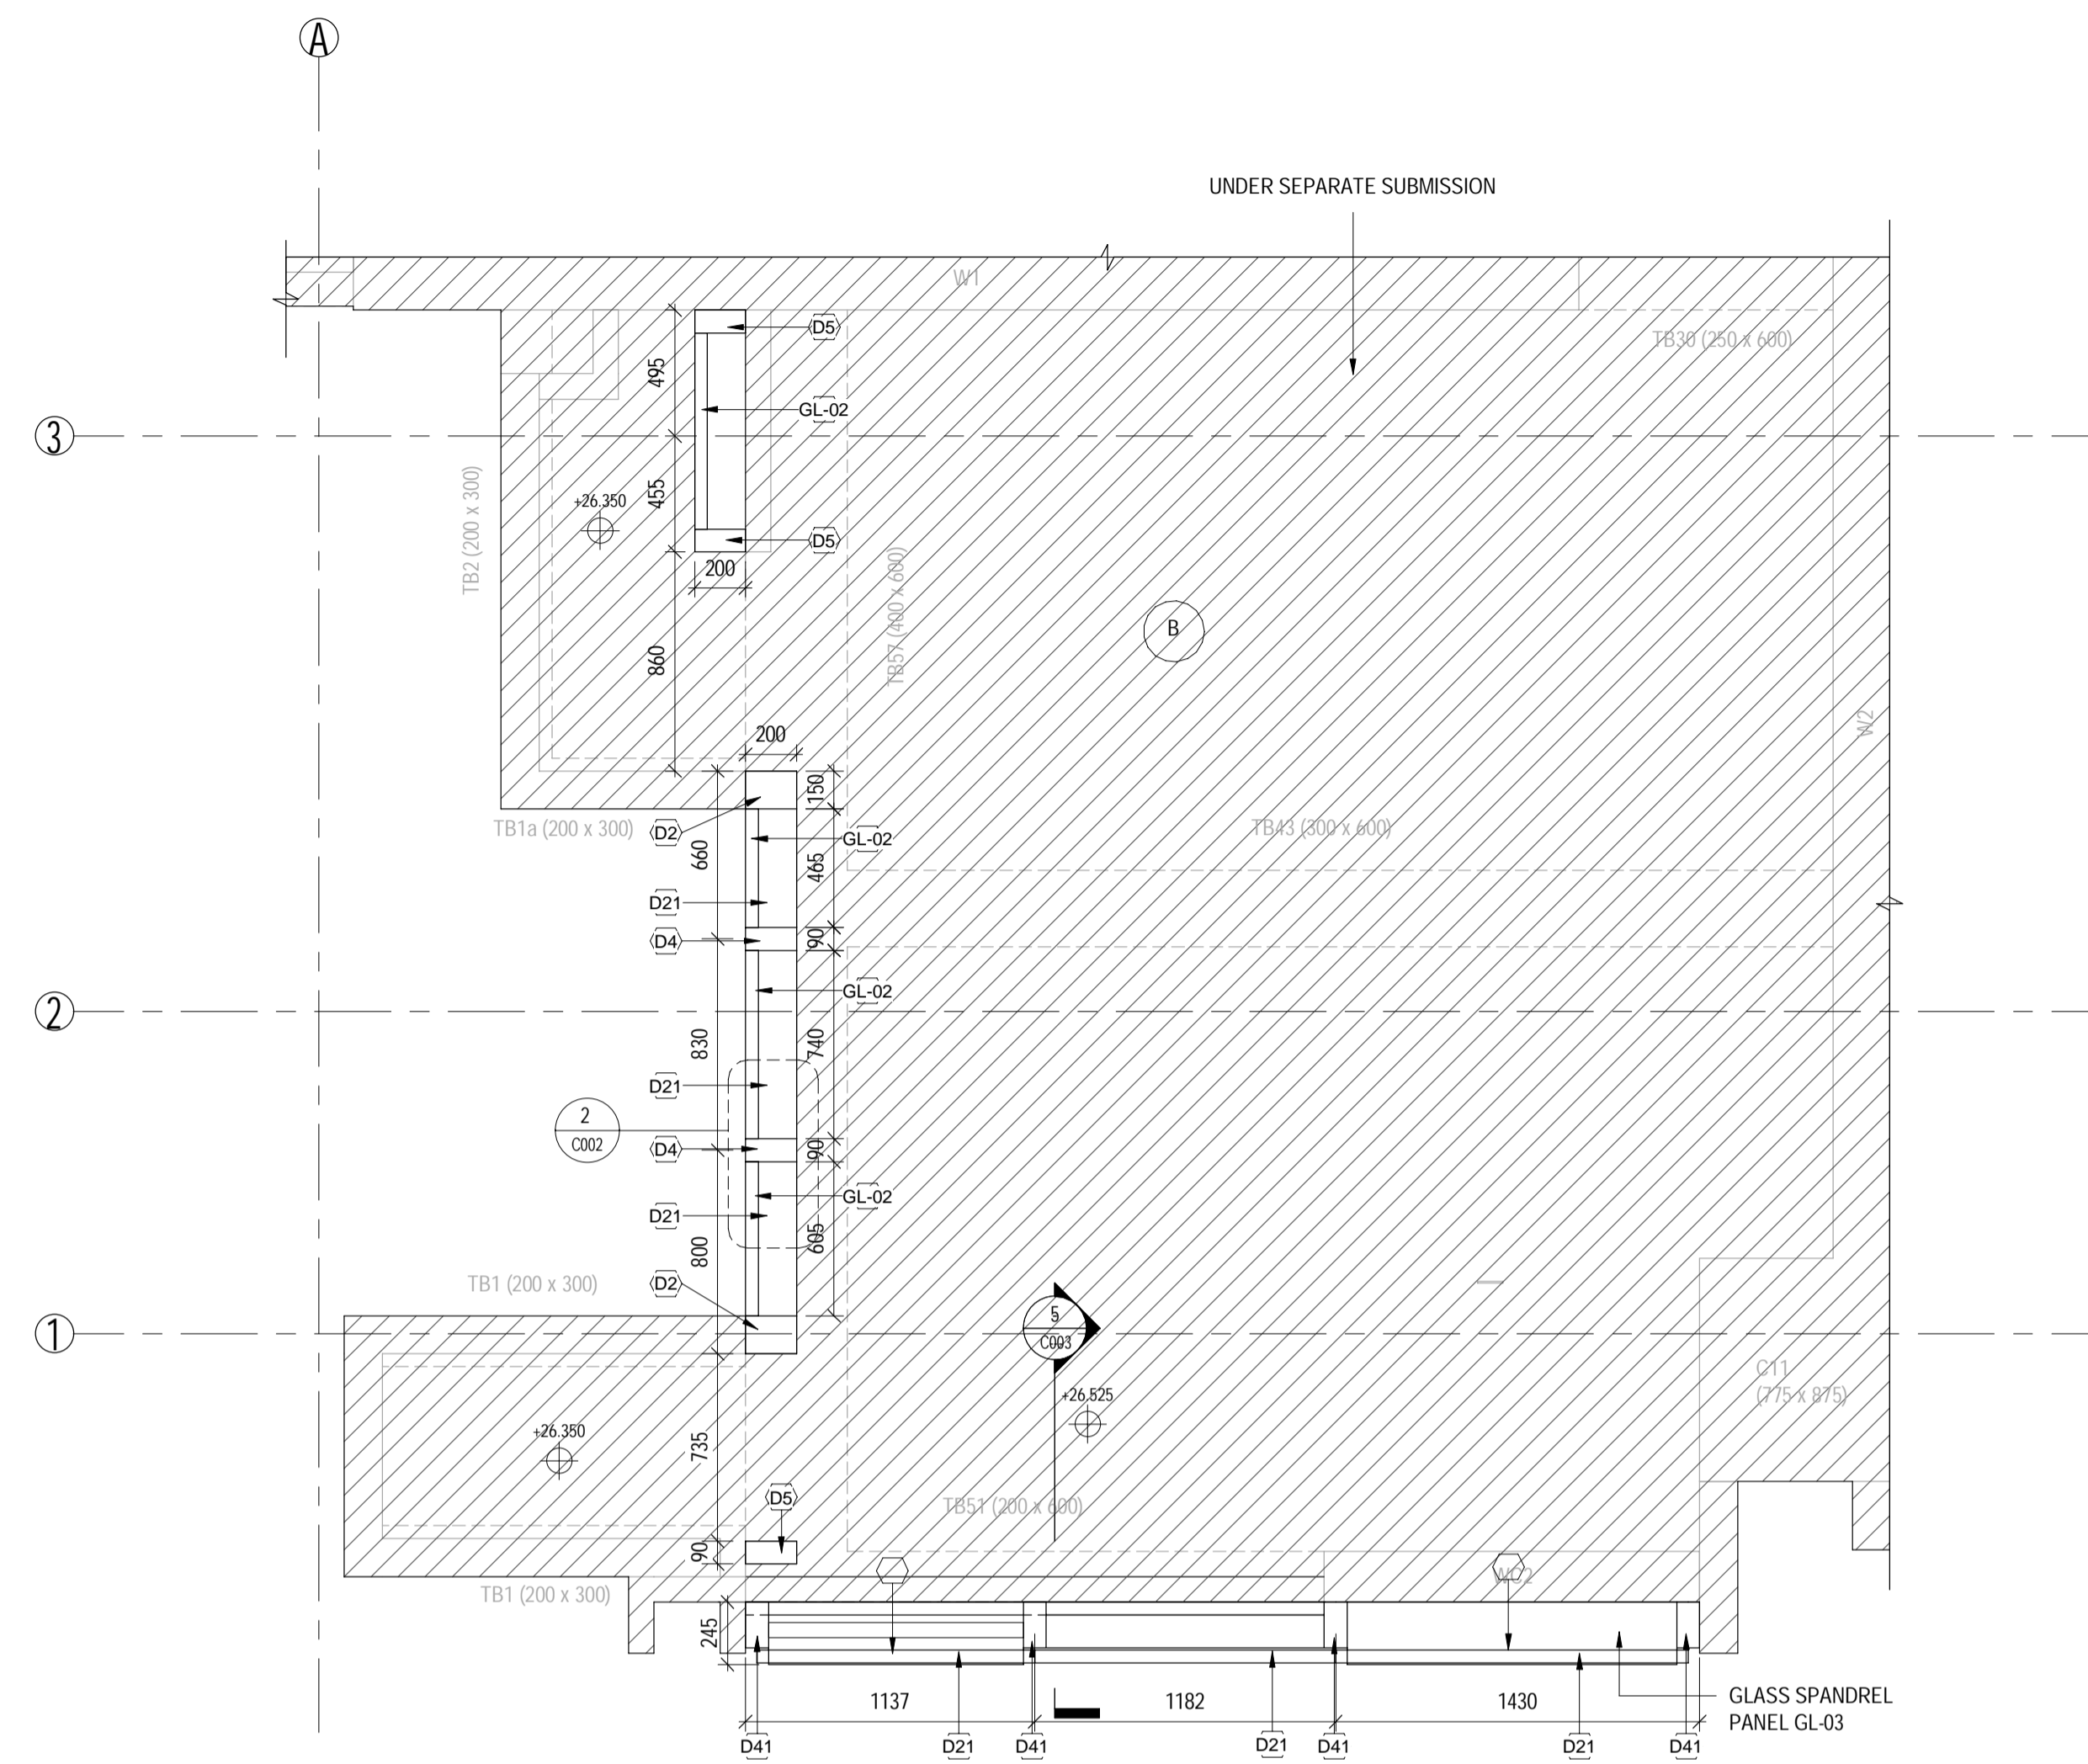 A
UNDER SEPARATE SUBMISSION
W1
D5
TB30 (250 x 600)
495
GL-02
3
455
+26.350
TB2 (200 x 300)
D5
200
TB57 (400 x 600)
B
860
W2
200
150
TB1a (200 x 300)
D2
GL-02
TB43 (300 x 600)
660
465
D21
D4
90
GL-02
2
830
740
D21
2
C002
D4
90
GL-02
D21
800
605
TB1 (200 x 300)
D2
1
5
C003
C11
(775 x 875)
+26.525
+26.350
735
D5
TB51 (200 x 600)
90
WC2
TB1 (200 x 300)
245
1137
1182
1430
GLASS SPANDREL
PANEL GL-03
D41
D21
D41
D21
D41
D21
D41